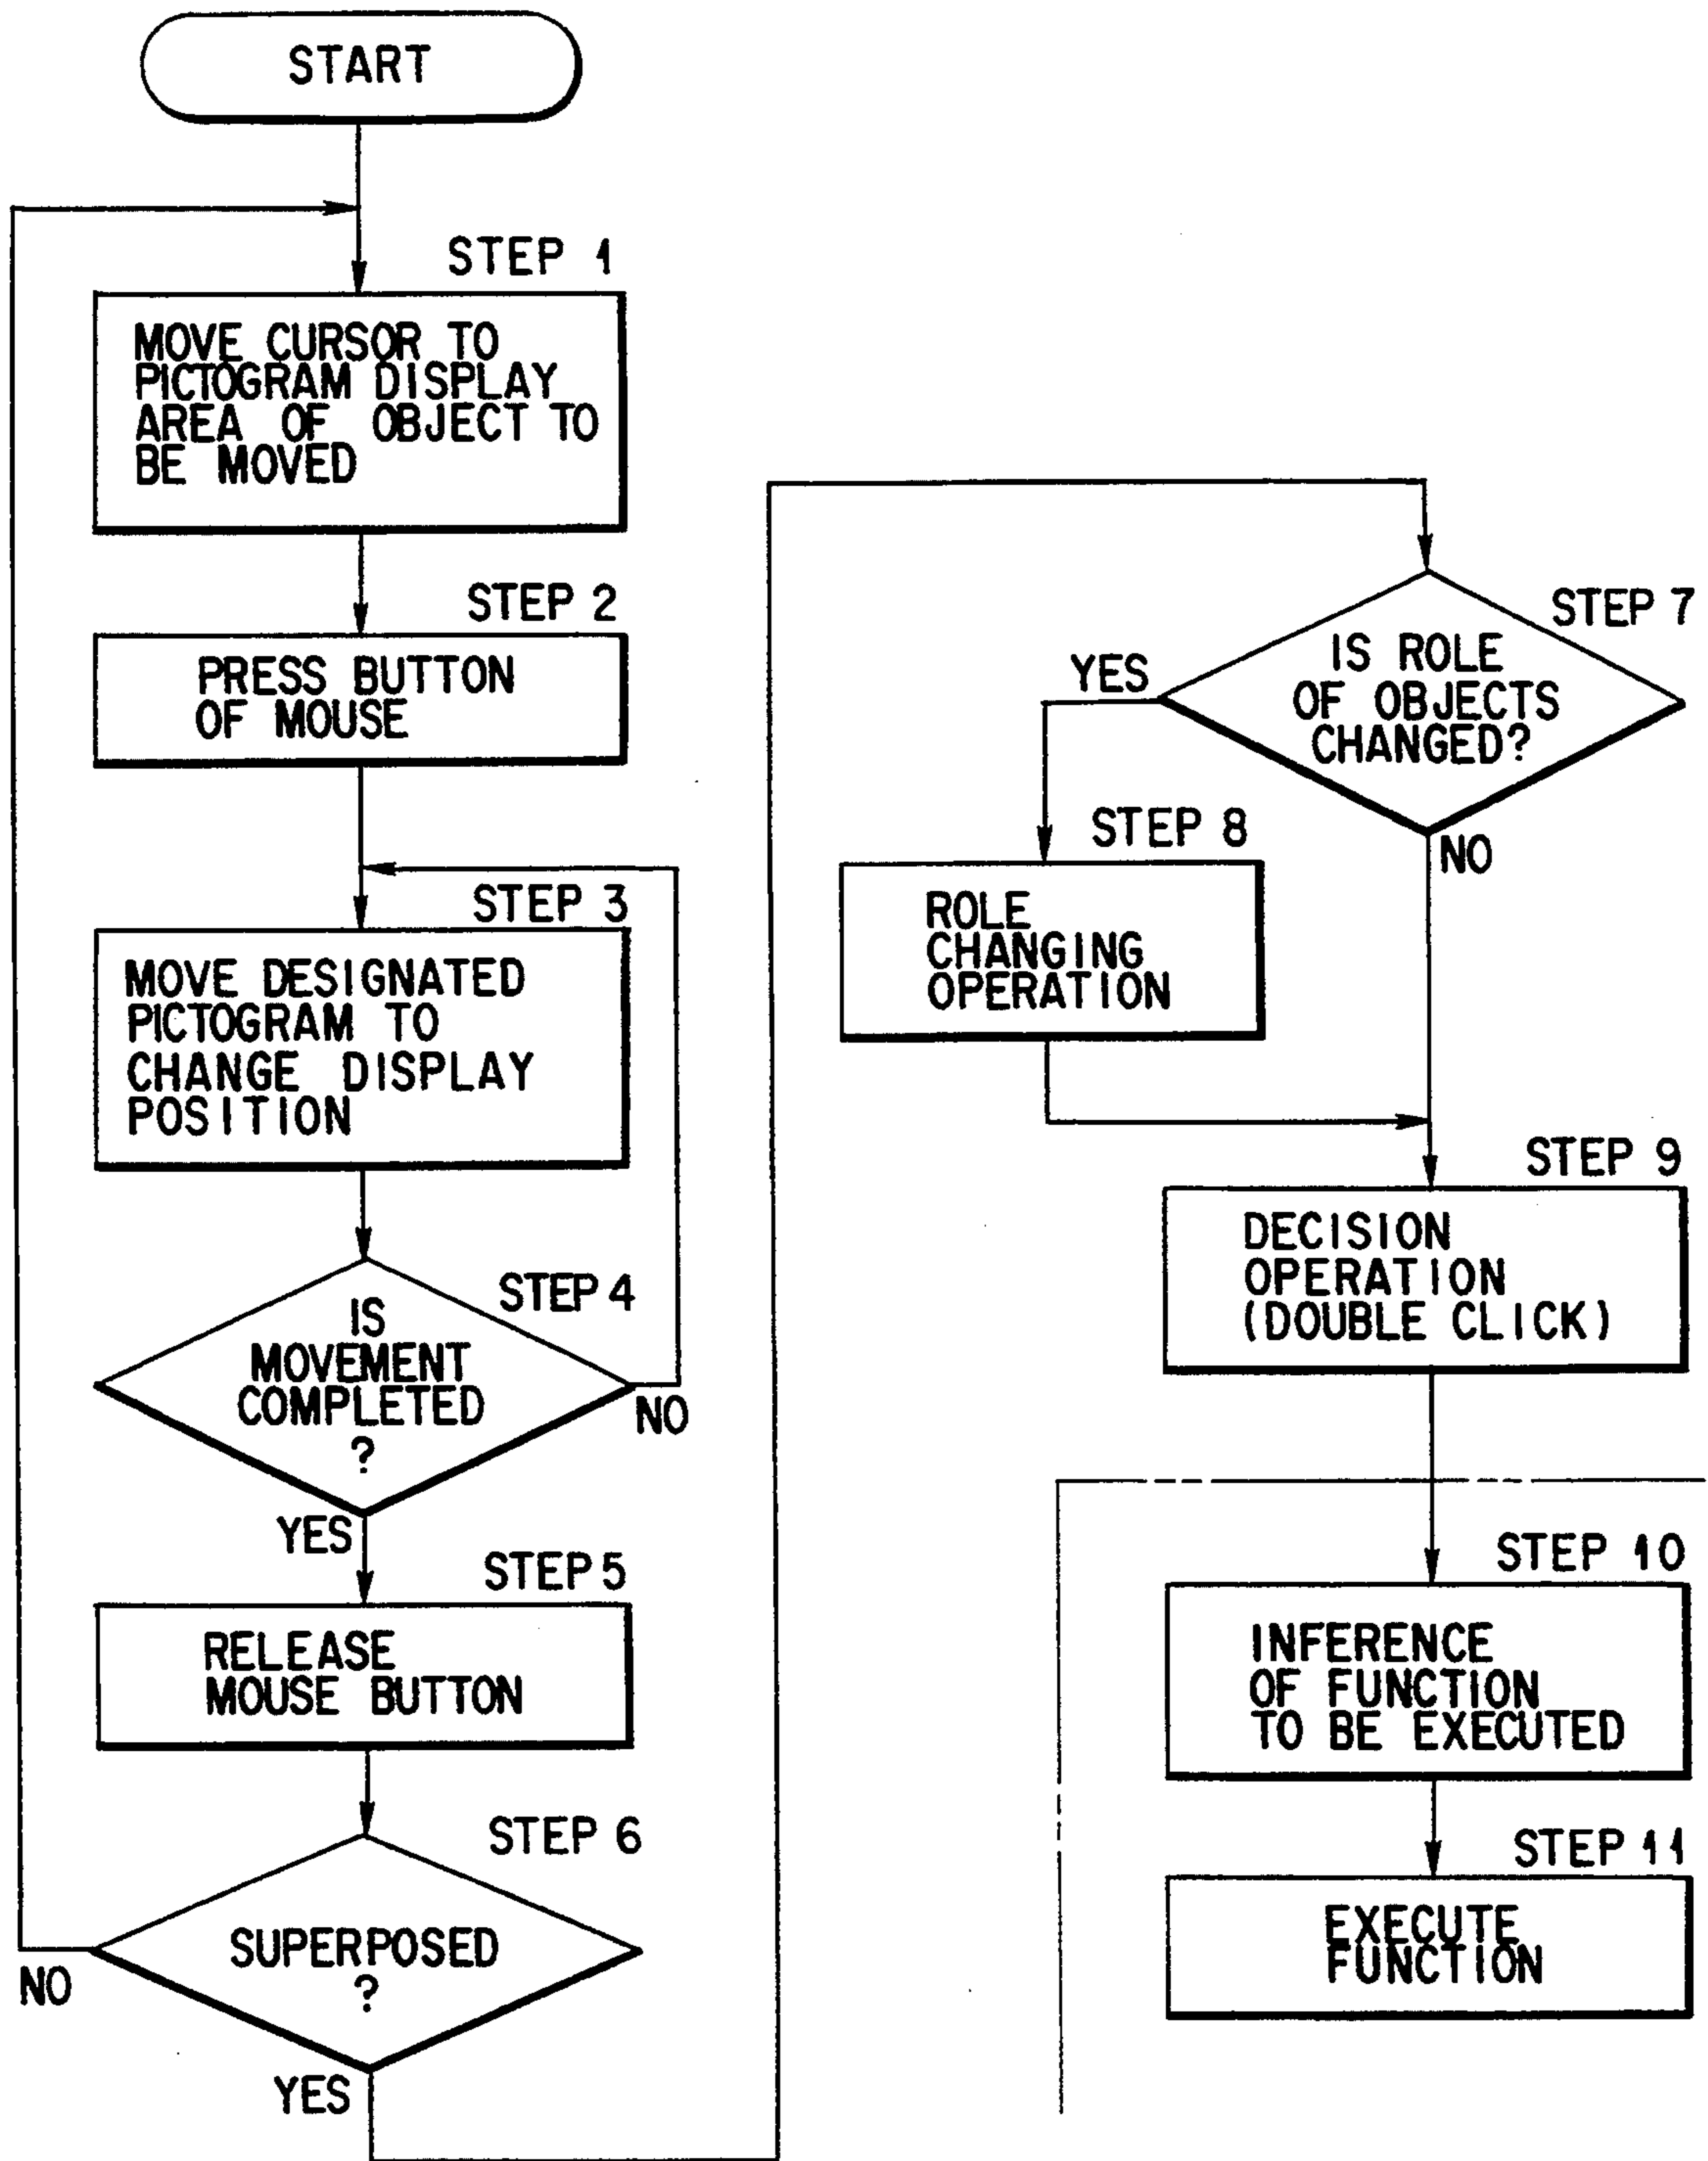 START
STEP 1
MOVE CURSOR TO
PICTOGRAM DISPLAY
AREA OF OBJECT TO
BE MOVED
STEP 2
PRESS BUTTON
OF MOUSE
STEP 3
MOVE DESIGNATED
PICTOGRAM TO
CHANGE DISPLAY
POSITION
STEP 4
IS
MOVEMENT
COMPLETED
?
NO
YES
STEP 5
RELEASE
MOUSE BUTTON
STEP 6
SUPERPOSED
?
NO
YES
STEP 7
IS ROLE
OF OBJECTS
CHANGED?
YES
NO
STEP 8
ROLE
CHANGING
OPERATION
STEP 9
DECISION
OPERATION
(DOUBLE CLICK)
STEP 10
INFERENCE
OF FUNCTION
TO BE EXECUTED
STEP 11
EXECUTE
FUNCTION